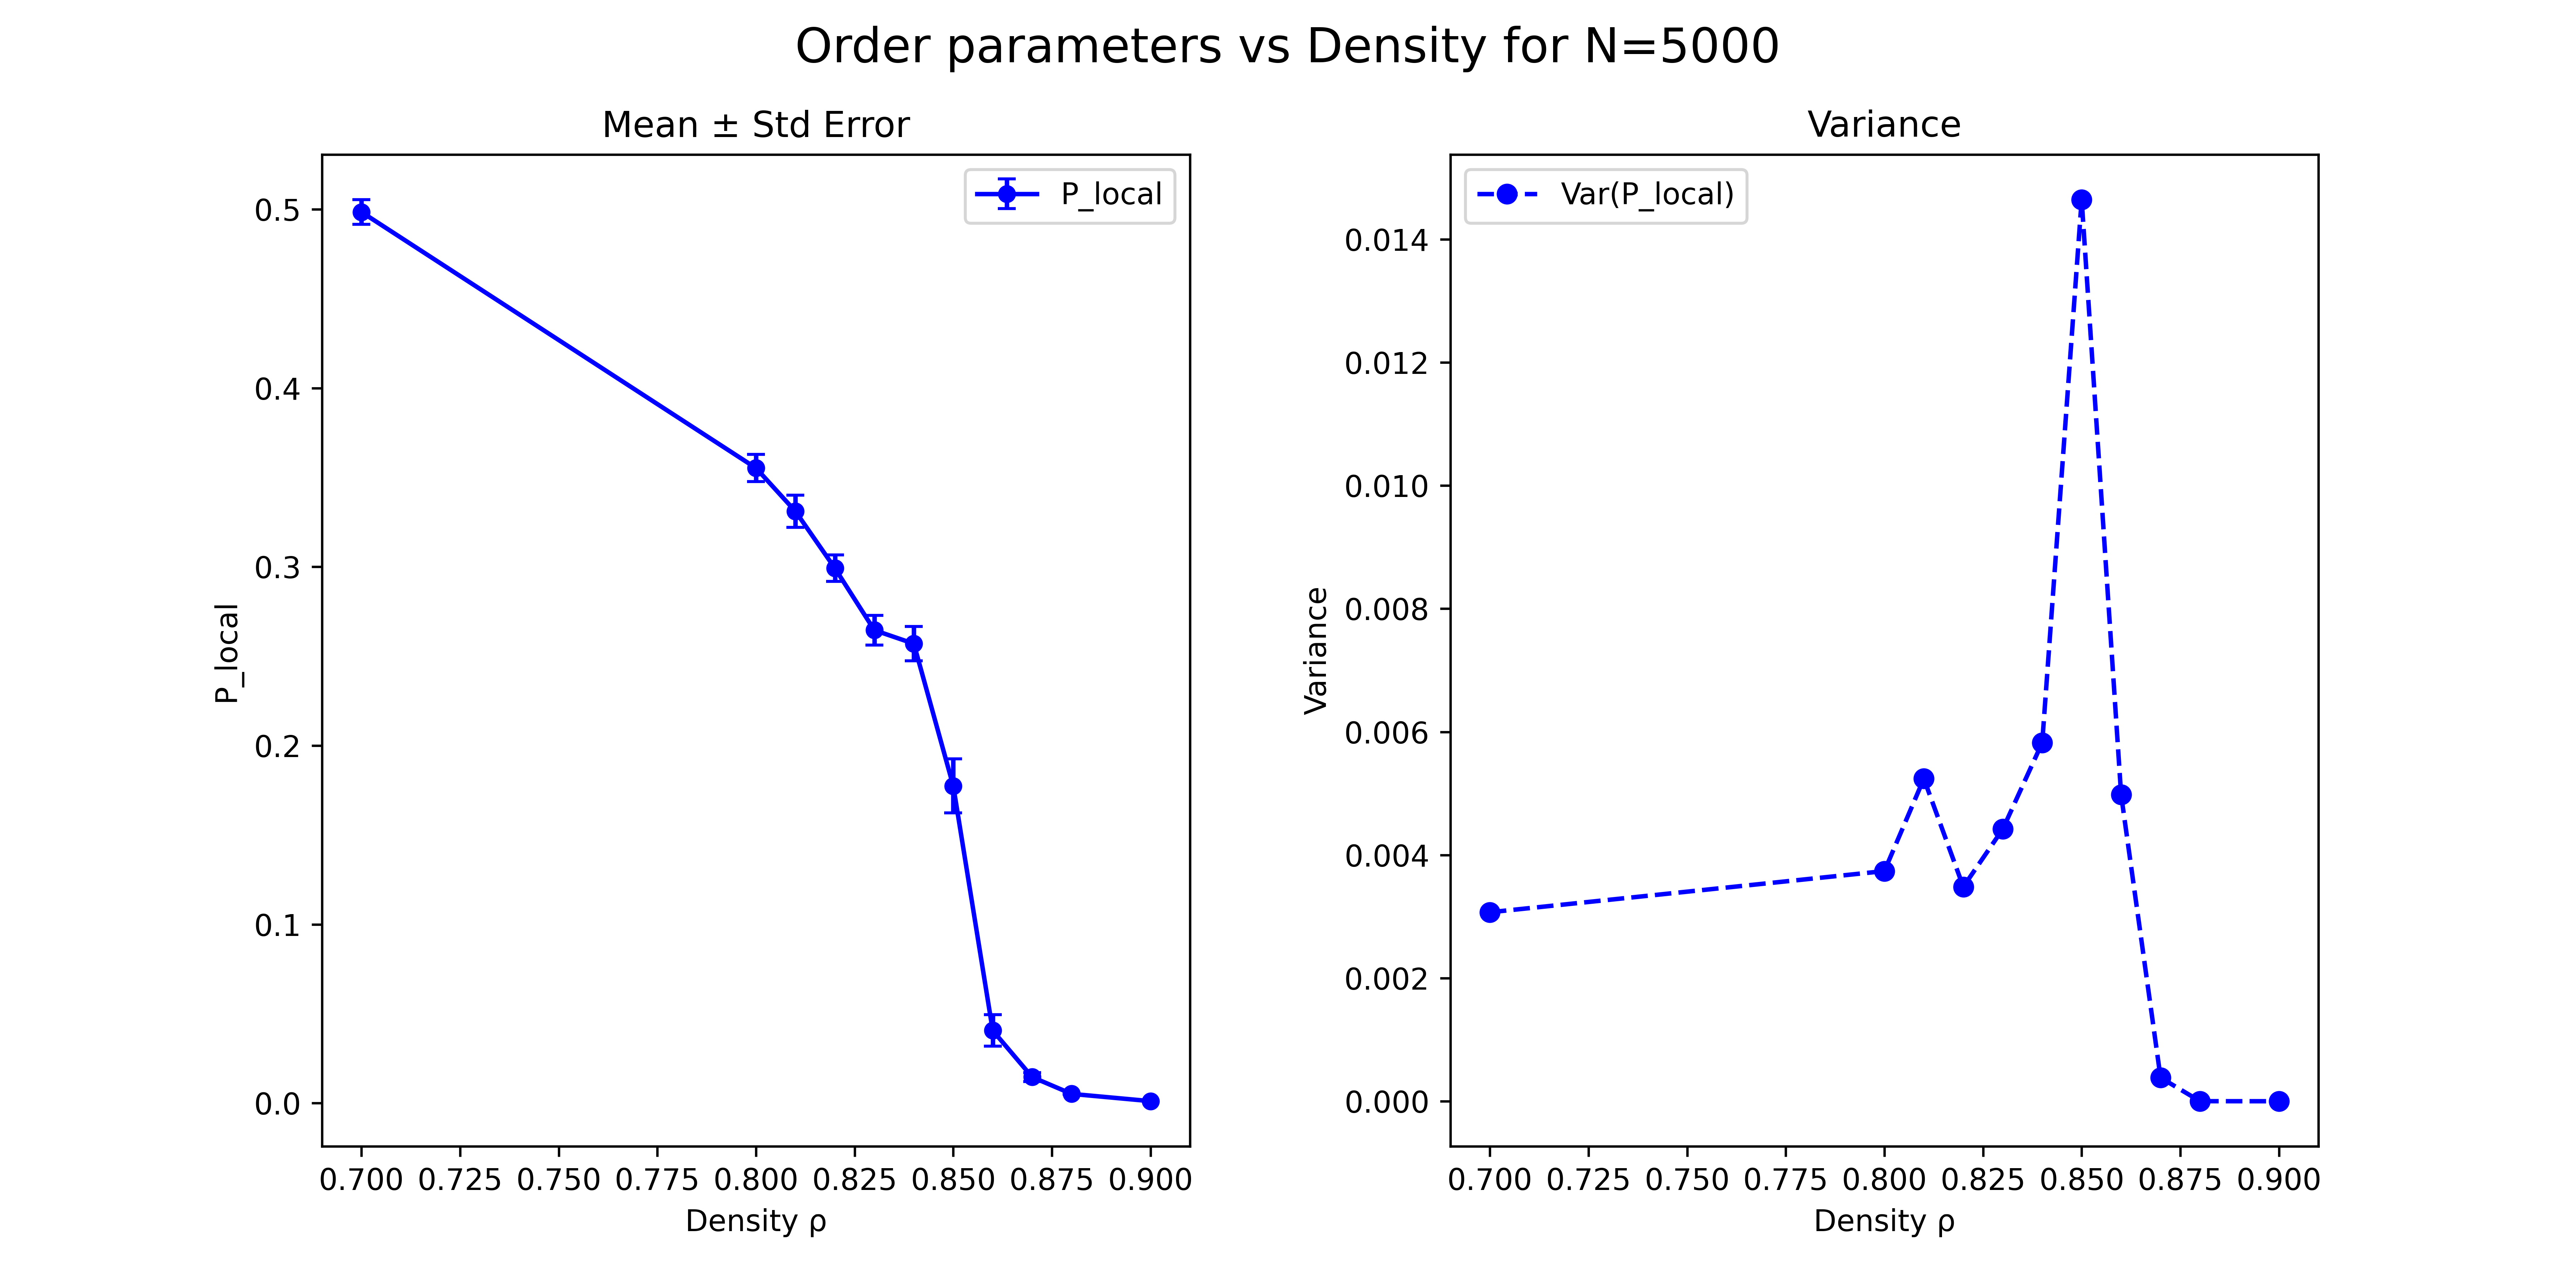 Order parameters vs Density for N=5000
Mean ± Std Error
P_local
0.5
0.4
0.3
0.2
0.1
0.0
P_local
0.700 0.725 0.750 0.775 0.800 0.825 0.850 0.875 0.900
Density ρ
Variance
Var(P_local)
0.014
0.012
0.010
0.008
0.006
0.004
0.002
0.000
Variance
0.700 0.725 0.750 0.775 0.800 0.825 0.850 0.875 0.900
Density ρ